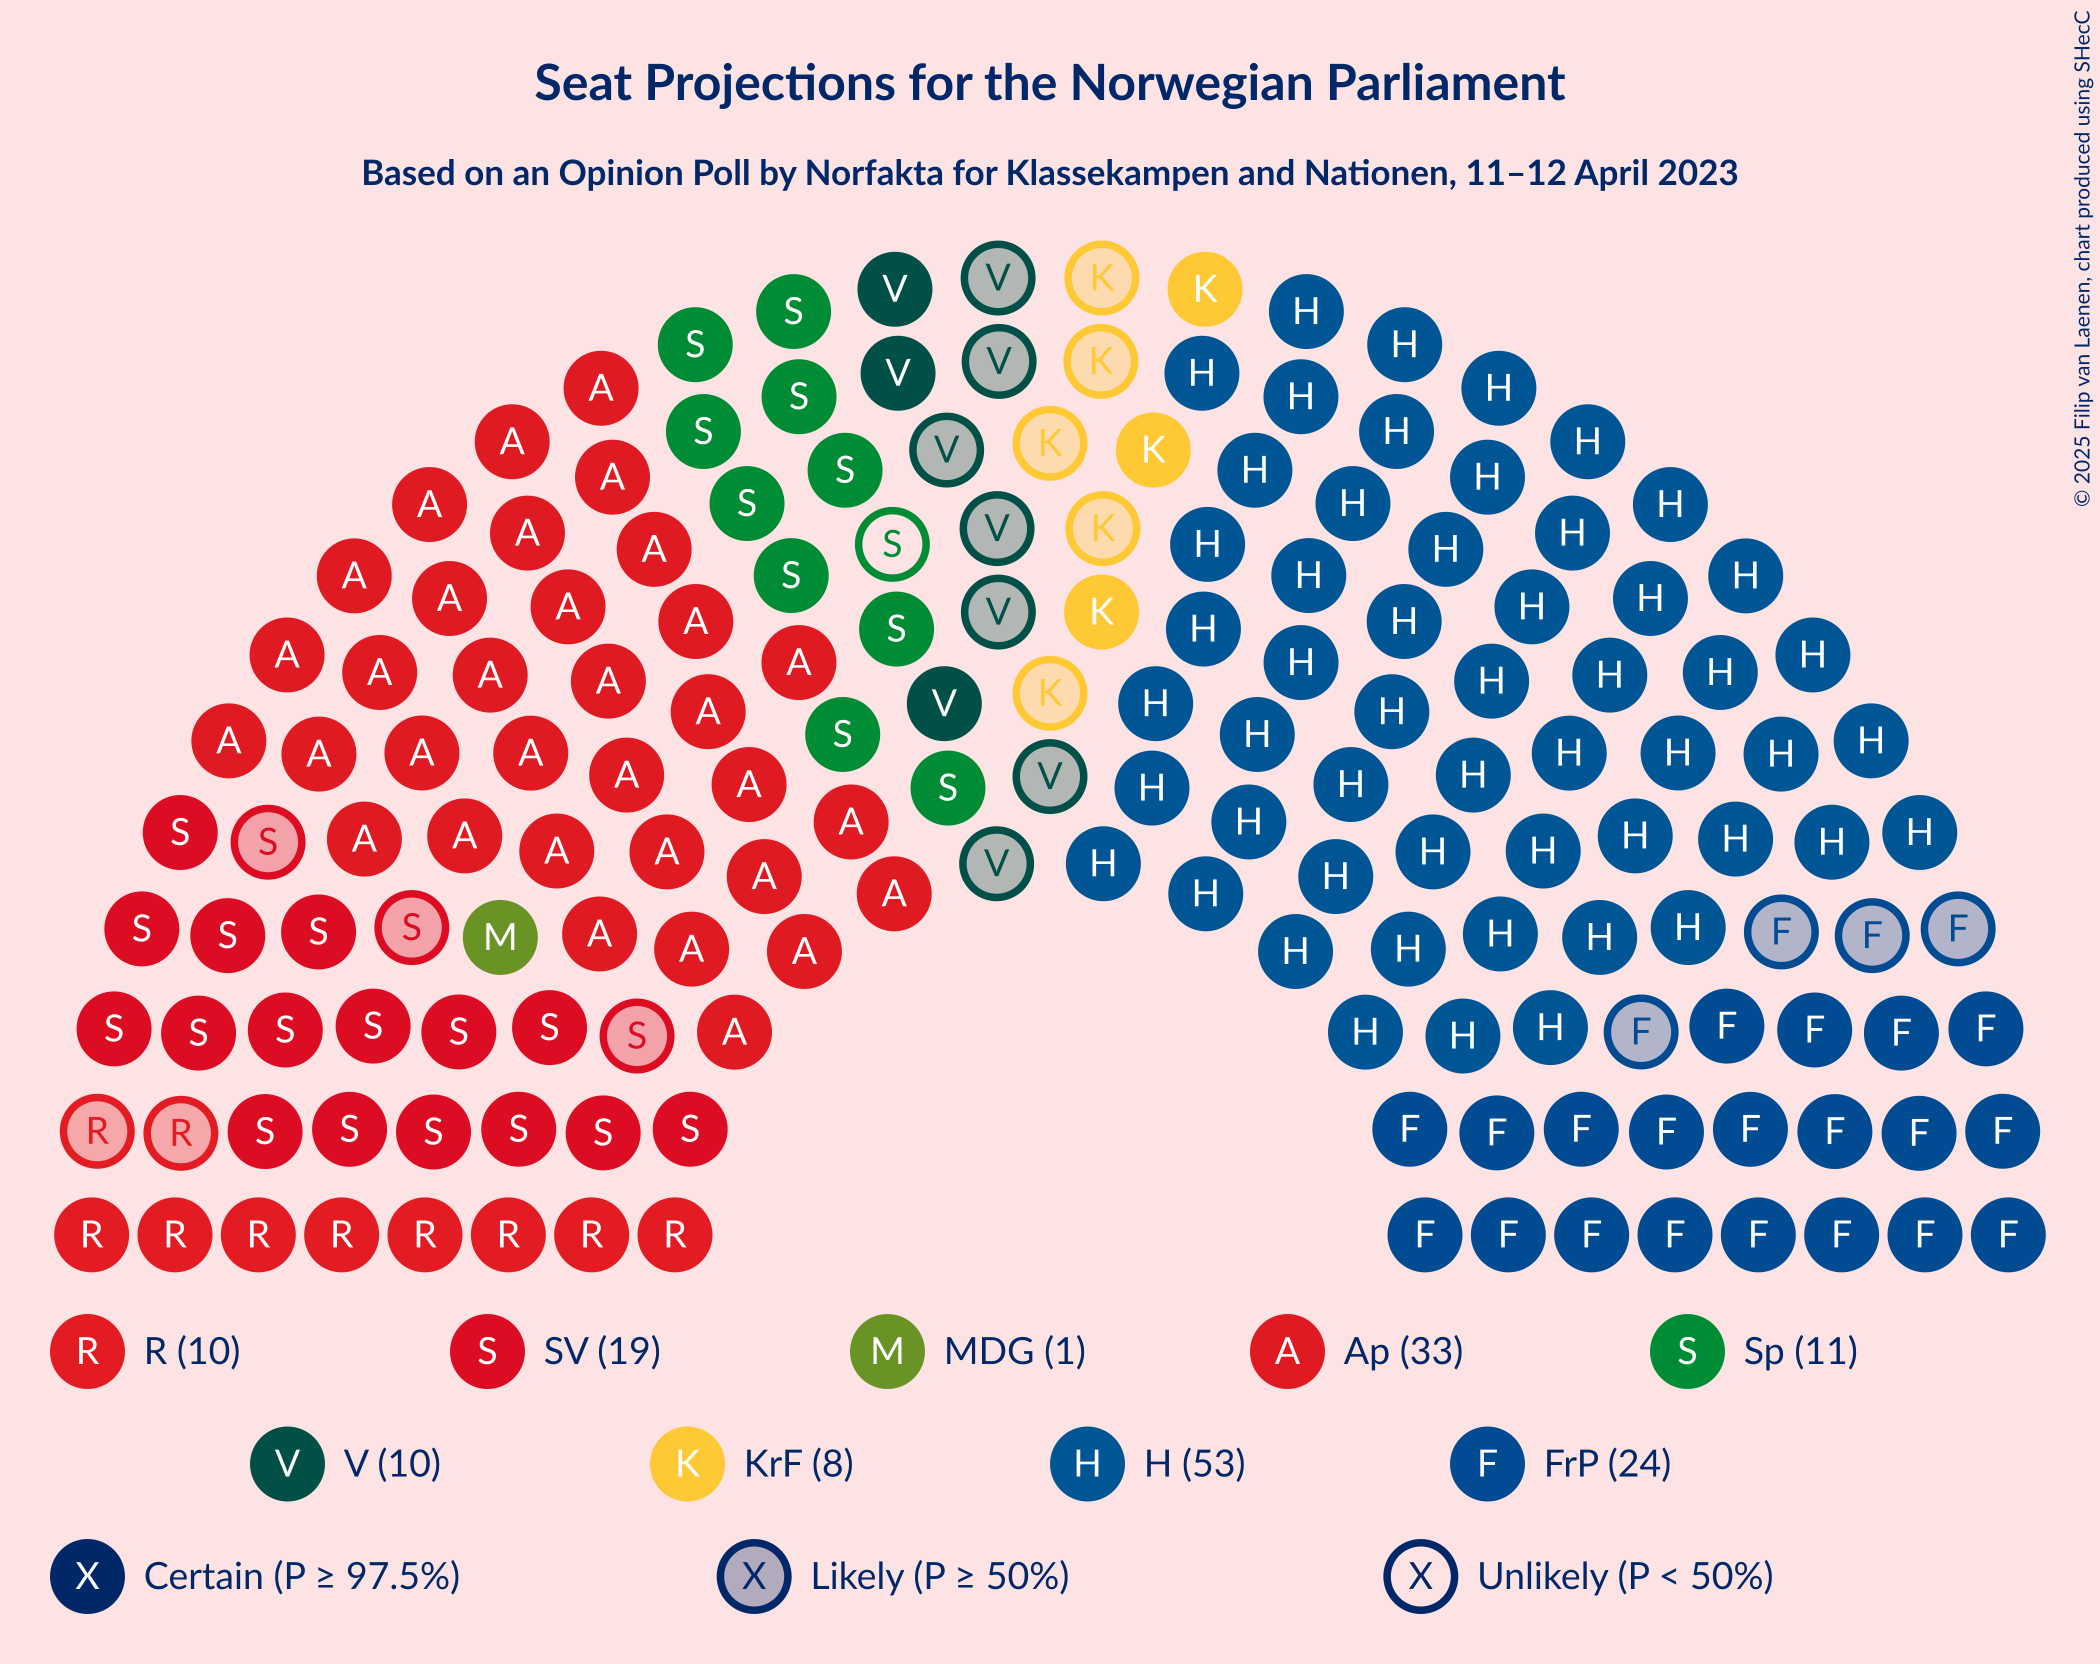 Seat Projections for the Norwegian Parliament
Based on an Opinion Poll by Norfakta for Klassekampen and Nationen, 11–12 April 2023
© 2025 Filip van Laenen, chart produced using SHecC
V V K K
S S H H
V V K H
A S S H H H
V K K
A A S S H H H H
V K
A A A S S S H H H H H
A A A A S V K H H H H H H
A A A A A S V K H H H H H H H
A A A A A A S V K H H H H H H H
A A A A A A S S V H H H H H H H H
S S A A A A A A V H H H H H H H H H
S S S S M A A A H H H H H F F F
S S S S S S S A H H H F F F F F
R R S S S S S S F F F F F F F F
R R R R R R R R F F F F F F F F
R R (10) S SV (19) M MDG (1) A Ap (33) S Sp (11)
V V (10) K KrF (8) H H (53) F FrP (24)
X Certain (P ≥ 97.5%) X Likely (P ≥ 50%) X Unlikely (P < 50%)